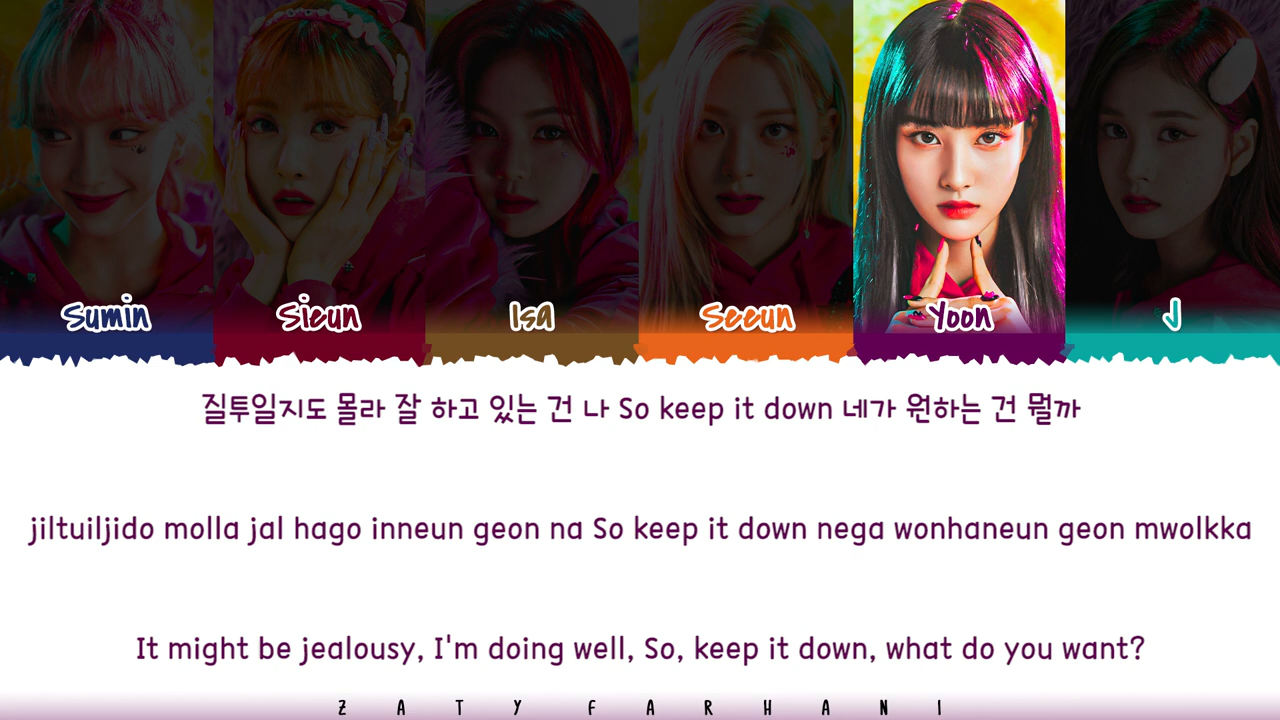 Sumin Sieun Isa Seeun Yoon J
질투일지도 몰라 잘 하고 있는 건 나 So keep it down 네가 원하는 건 뭘까
jiltuiljido molla jal hago inneun geon na So keep it down nega wonhaneun geon mwolkka
It might be jealousy, I'm doing well, So, keep it down, what do you want?
ZATY FARHANI